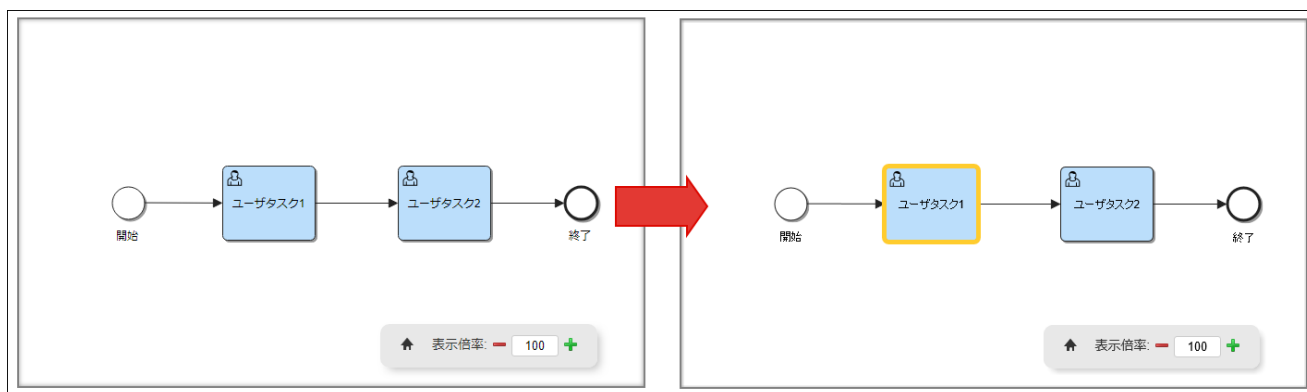 ユーザタスク1
ユーザタスク2
開始
終了
表示倍率: 100
ユーザタスク1
ユーザタスク2
開始
終了
表示倍率: 100